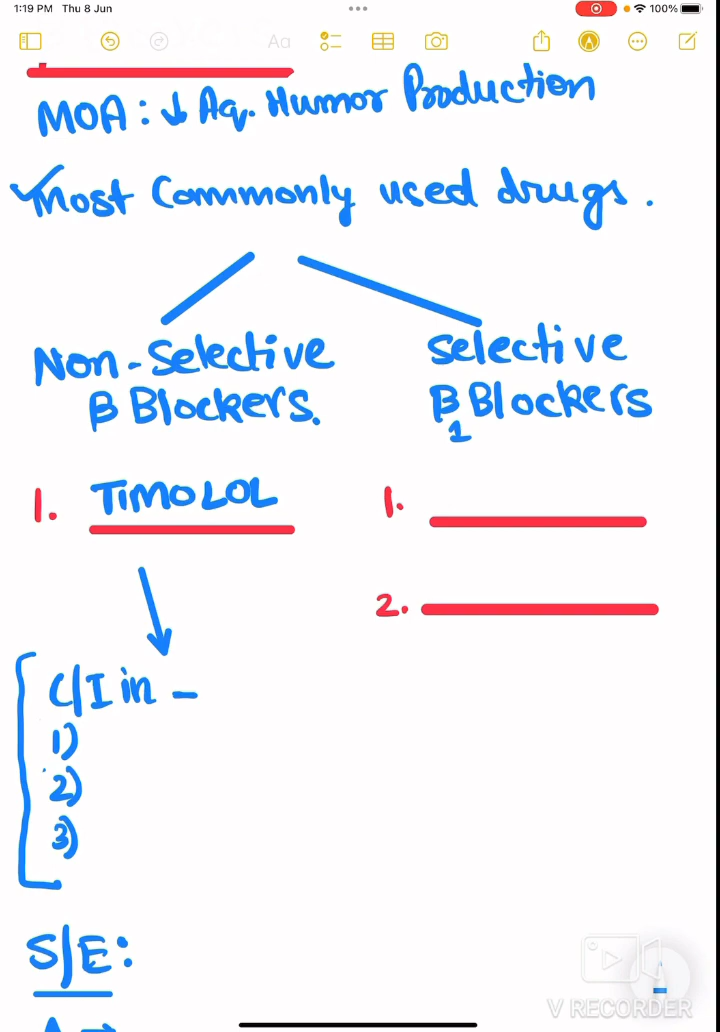 1:19 PM Thu 8 Jun
100%
Aa
MOA : ↓ Aq. Humor Production
✓Most Commonly used drugs.
Non-Selective
β Blockers.
Selective
β1 Blockers
1. TIMOLOL
1.
2.
C/I in -
1)
2)
3)
S/E:
V RECORDER